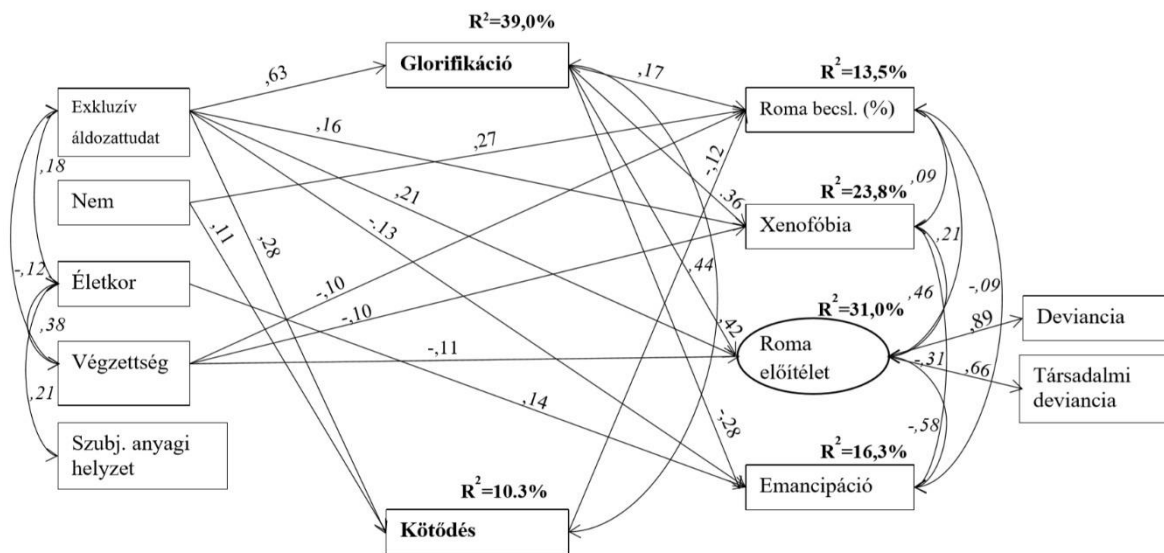 R²=39,0%
Glorifikáció
R²=13,5%
Roma becsl. (%)
Exkluzív
áldozattudat
,63
,17
,16
,27
-,12
,18
Nem
R²=23,8%
,09
Xenofóbia
,21
,36
-.13
,11
,28
,21
-,12
Életkor
-,10
,44
,46
-,09
R²=31,0%
,38
-,10
,42
Roma
előítélet
,89
Deviancia
Végzettség
-,11
-,31
,66
Társadalmi
deviancia
,21
,14
-,28
-,58
Szubj. anyagi
helyzet
R²=16,3%
Emancipáció
R²=10.3%
Kötődés